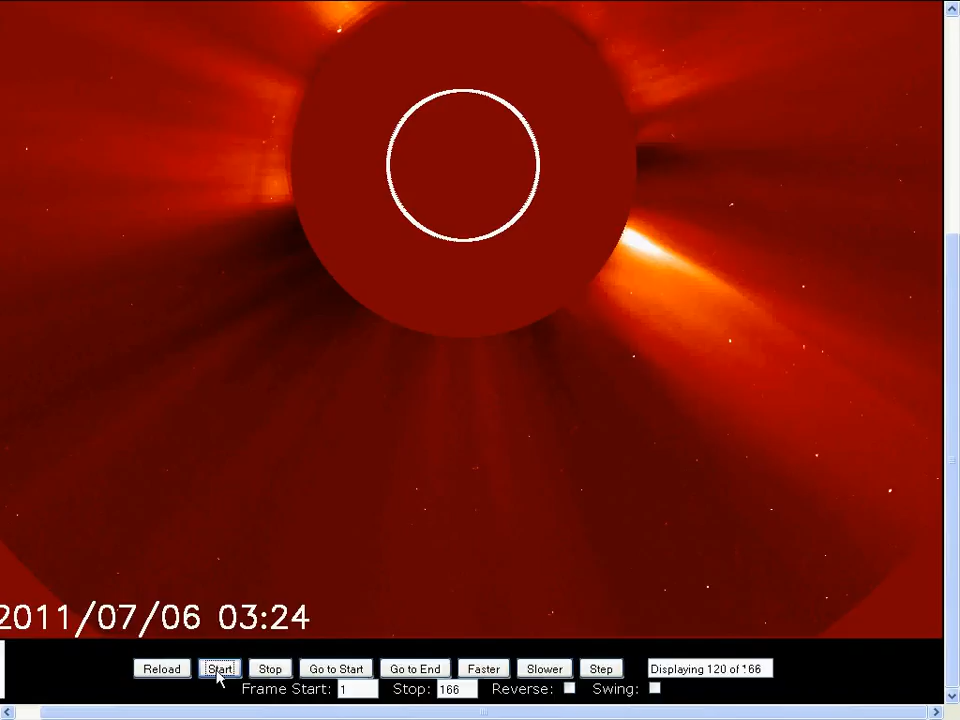 2011/07/06 03:24
Reload Start Stop Go to Start Go to End Faster Slower Step Displaying 120 of 166
Frame Start: 1 Stop: 166 Reverse: Swing: